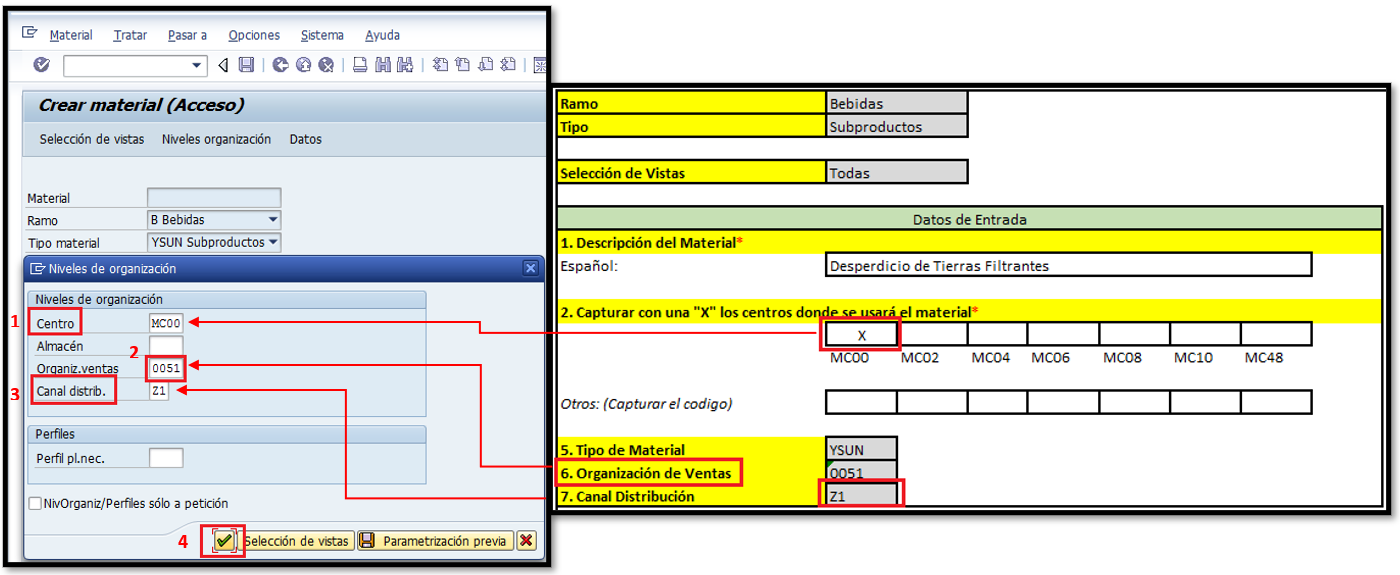 Material Tratar Pasar a Opciones Sistema Ayuda
Crear material (Acceso)
Selección de vistas Niveles organización Datos
Material
Ramo B Bebidas
Tipo material YSUN Subproductos
Niveles de organización
Niveles de organización
1 Centro MC00
Almacén
2
Organiz.ventas 0051
3 Canal distrib. Z1
Perfiles
Perfil pl.nec.
NivOrganiz/Perfiles sólo a petición
4 Selección de vistas Parametrización previa
Ramo Bebidas
Tipo Subproductos
Selección de Vistas Todas
Datos de Entrada
1. Descripción del Material*
Español: Desperdicio de Tierras Filtrantes
2. Capturar con una "X" los centros donde se usará el material*
X
MC00 MC02 MC04 MC06 MC08 MC10 MC48
Otros: (Capturar el codigo)
5. Tipo de Material YSUN
6. Organización de Ventas 0051
7. Canal Distribución Z1